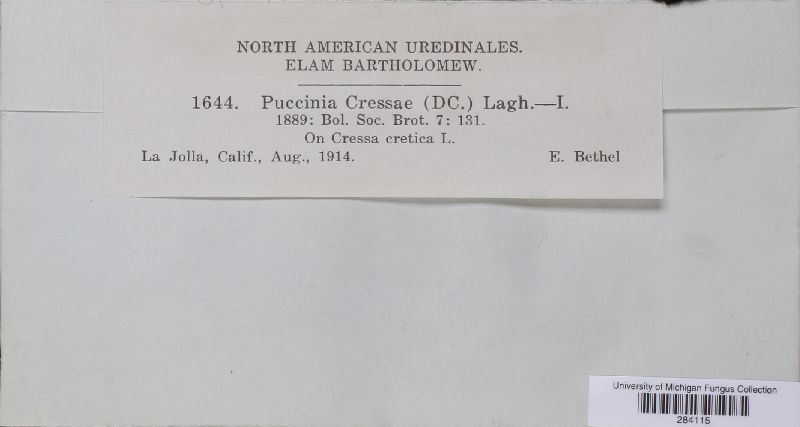 NORTH AMERICAN UREDINALES.
ELAM BARTHOLOMEW.
1644. Puccinia Cressae (DC.) Lagh.—I.
1889: Bol. Soc. Brot. 7: 131.
On Cressa cretica L.
La Jolla, Calif., Aug., 1914. E. Bethel
University of Michigan Fungus Collection
284115